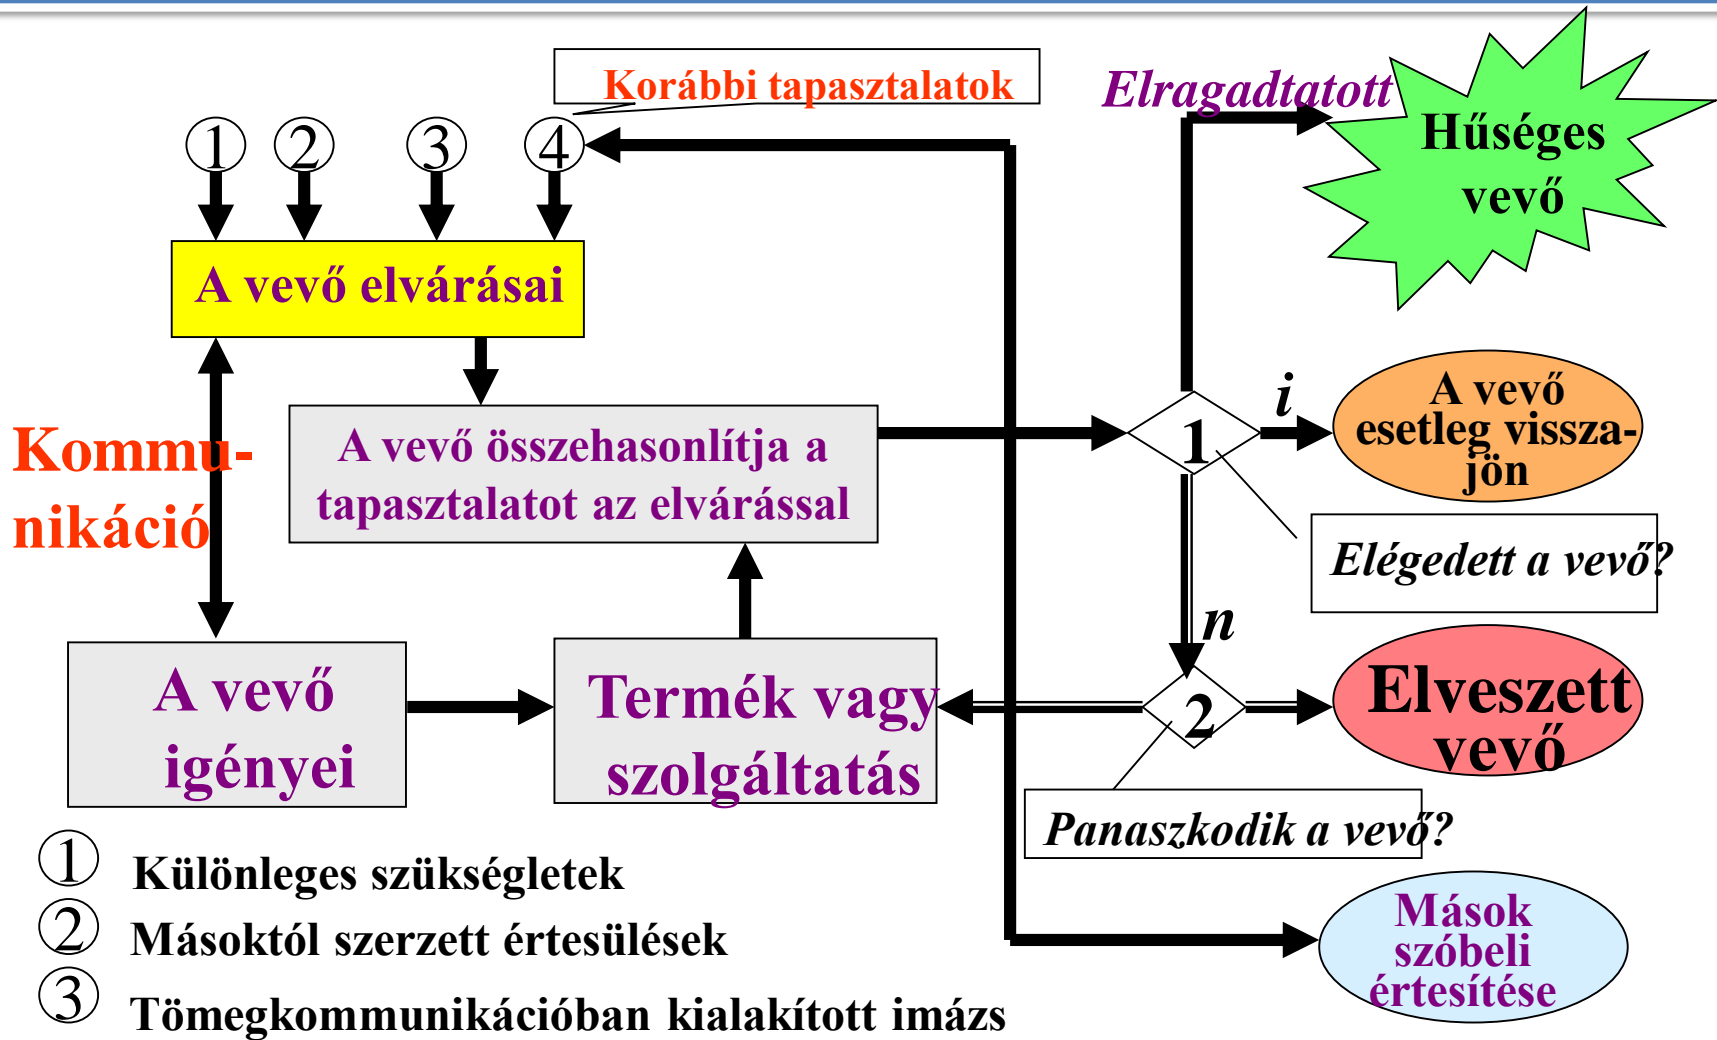 Korábbi tapasztalatok
Elragadtatott
Hűséges
vevő
1 2 3 4
A vevő elvárásai
Kommu-
nikáció
A vevő összehasonlítja a
tapasztalatot az elvárással
1
i
A vevő
esetleg vissza-
jön
Elégedett a vevő?
n
A vevő
igényei
Termék vagy
szolgáltatás
2
Elveszett
vevő
Panaszkodik a vevő?
1 Különleges szükségletek
2 Másoktól szerzett értesülések
3 Tömegkommunikációban kialakított imázs
Mások
szóbeli
értesítése